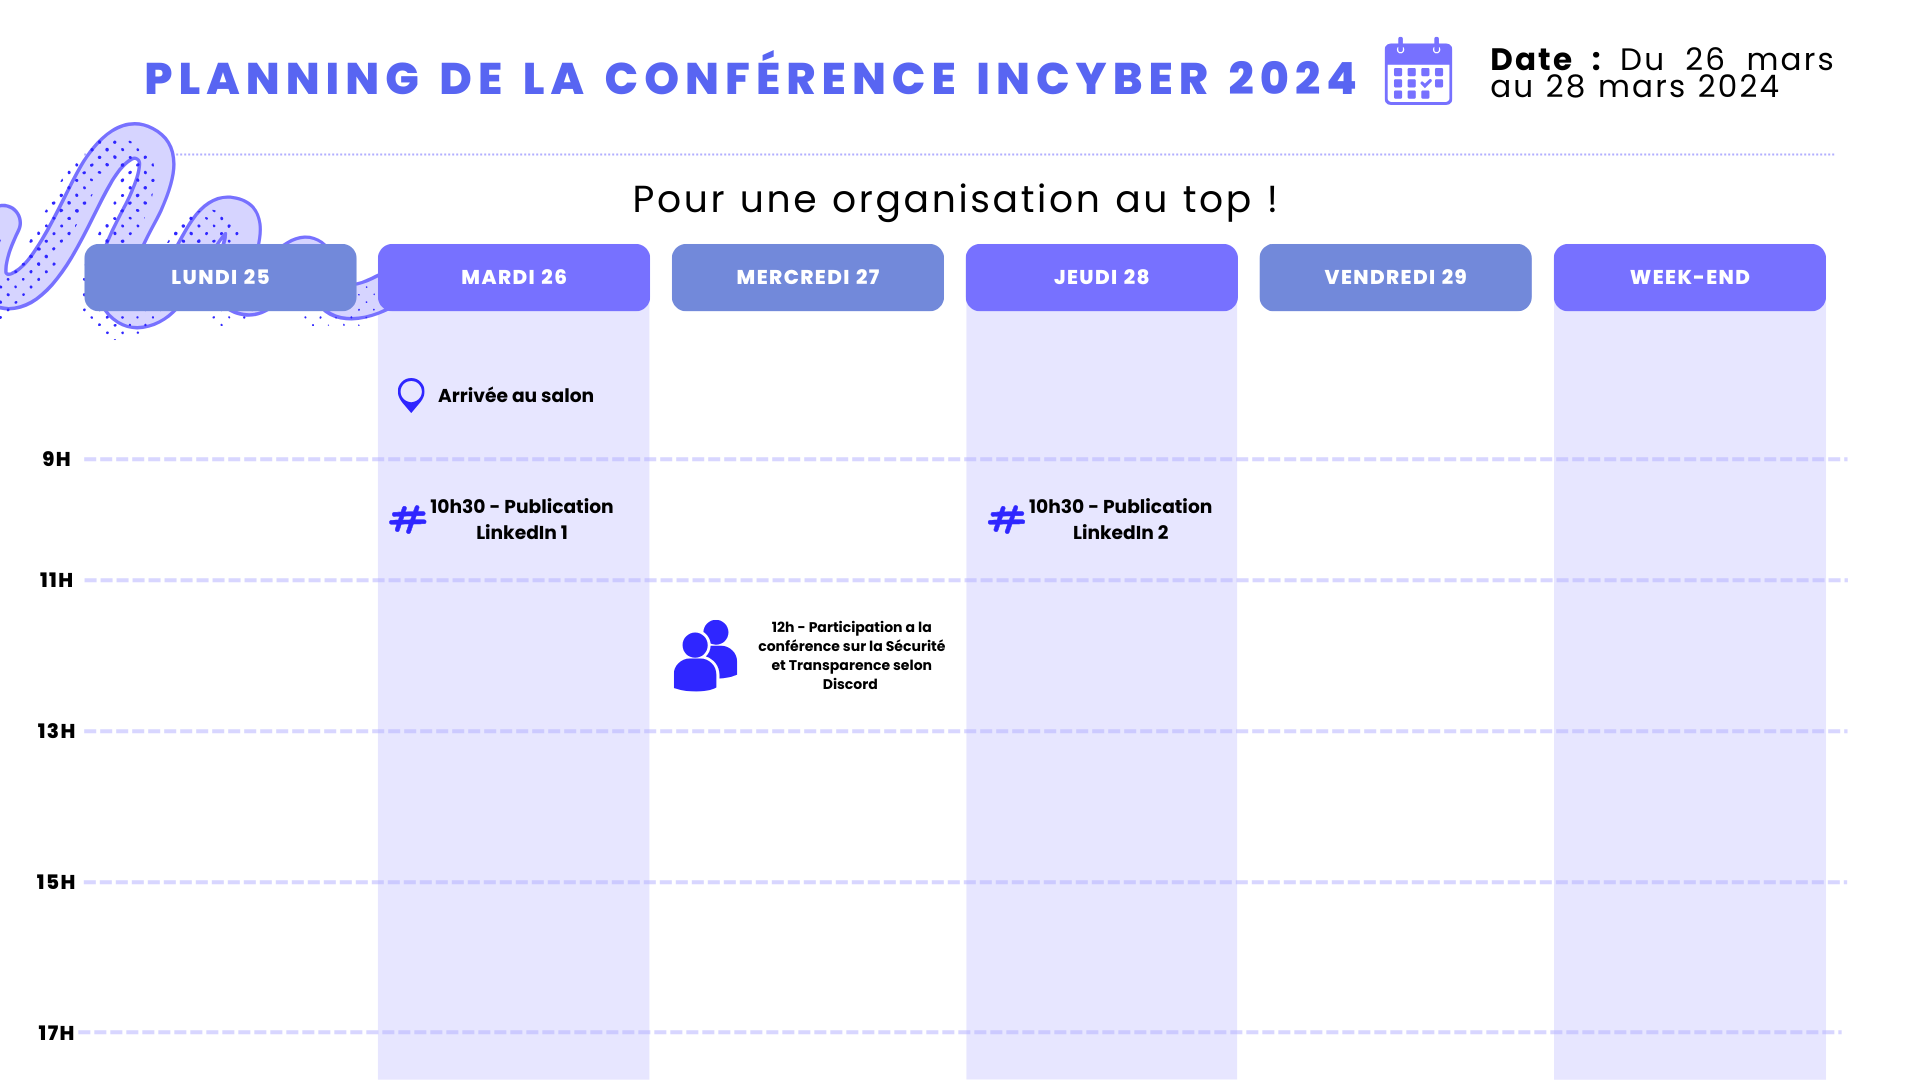 PLANNING DE LA CONFÉRENCE INCYBER 2024
Date : Du 26 mars
au 28 mars 2024
Pour une organisation au top !
LUNDI 25
MARDI 26
MERCREDI 27
JEUDI 28
VENDREDI 29
WEEK-END
Arrivée au salon
9H
10h30 - Publication
LinkedIn 1
10h30 - Publication
LinkedIn 2
11H
12h - Participation a la
conférence sur la Sécurité
et Transparence selon
Discord
13H
15H
17H